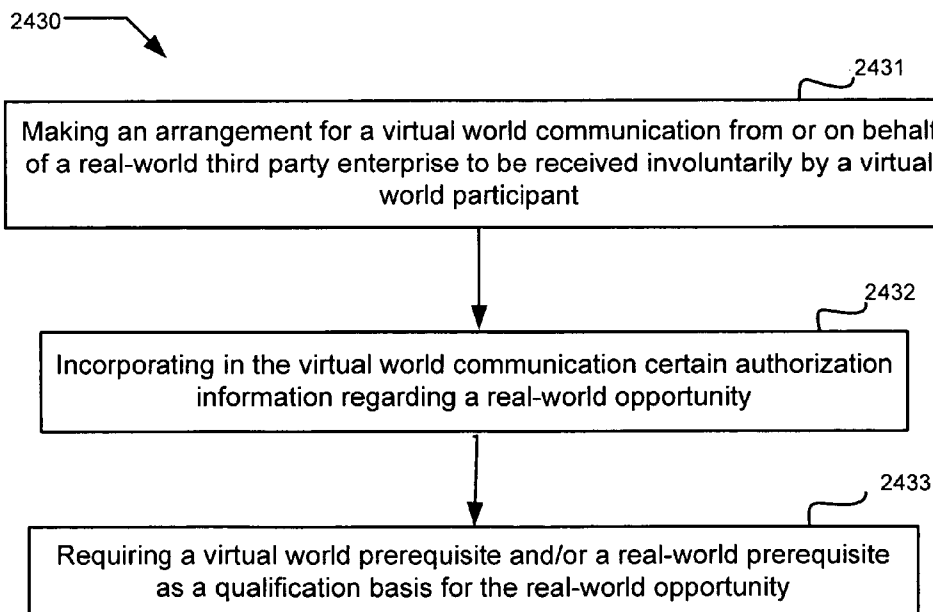 2430
2431
Making an arrangement for a virtual world communication from or on behalf
of a real-world third party enterprise to be received involuntarily by a virtual
world participant
2432
Incorporating in the virtual world communication certain authorization
information regarding a real-world opportunity
2433
Requiring a virtual world prerequisite and/or a real-world prerequisite
as a qualification basis for the real-world opportunity